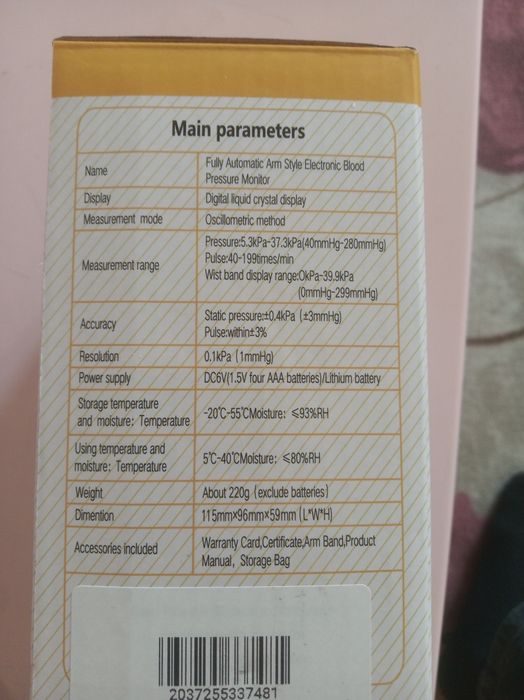 Main parameters
Name
Fully Automatic Arm Style Electronic Blood
Pressure Monitor
Display
Digital liquid crystal display
Measurement mode
Oscillometric method
Measurement range
Pressure:5.3kPa-37.3kPa(40mmHg-280mmHg)
Pulse:40-199times/min
Wist band display range:0kPa-39.9kPa
(0mmHg-299mmHg)
Accuracy
Static pressure:±0.4kPa (±3mmHg)
Pulse:within±3%
Resolution
0.1kPa (1mmHg)
Power supply
DC6V(1.5V four AAA batteries)/Lithium battery
Storage temperature
and moisture: Temperature
-20℃-55℃Moisture: ≤93%RH
Using temperature and
moisture: Temperature
5℃-40℃Moisture: ≤80%RH
Weight
About 220g (exclude batteries)
Dimention
115mm×96mm×59mm (L*W*H)
Accessories included
Warranty Card,Certificate,Arm Band,Product
Manual, Storage Bag
2037255337481